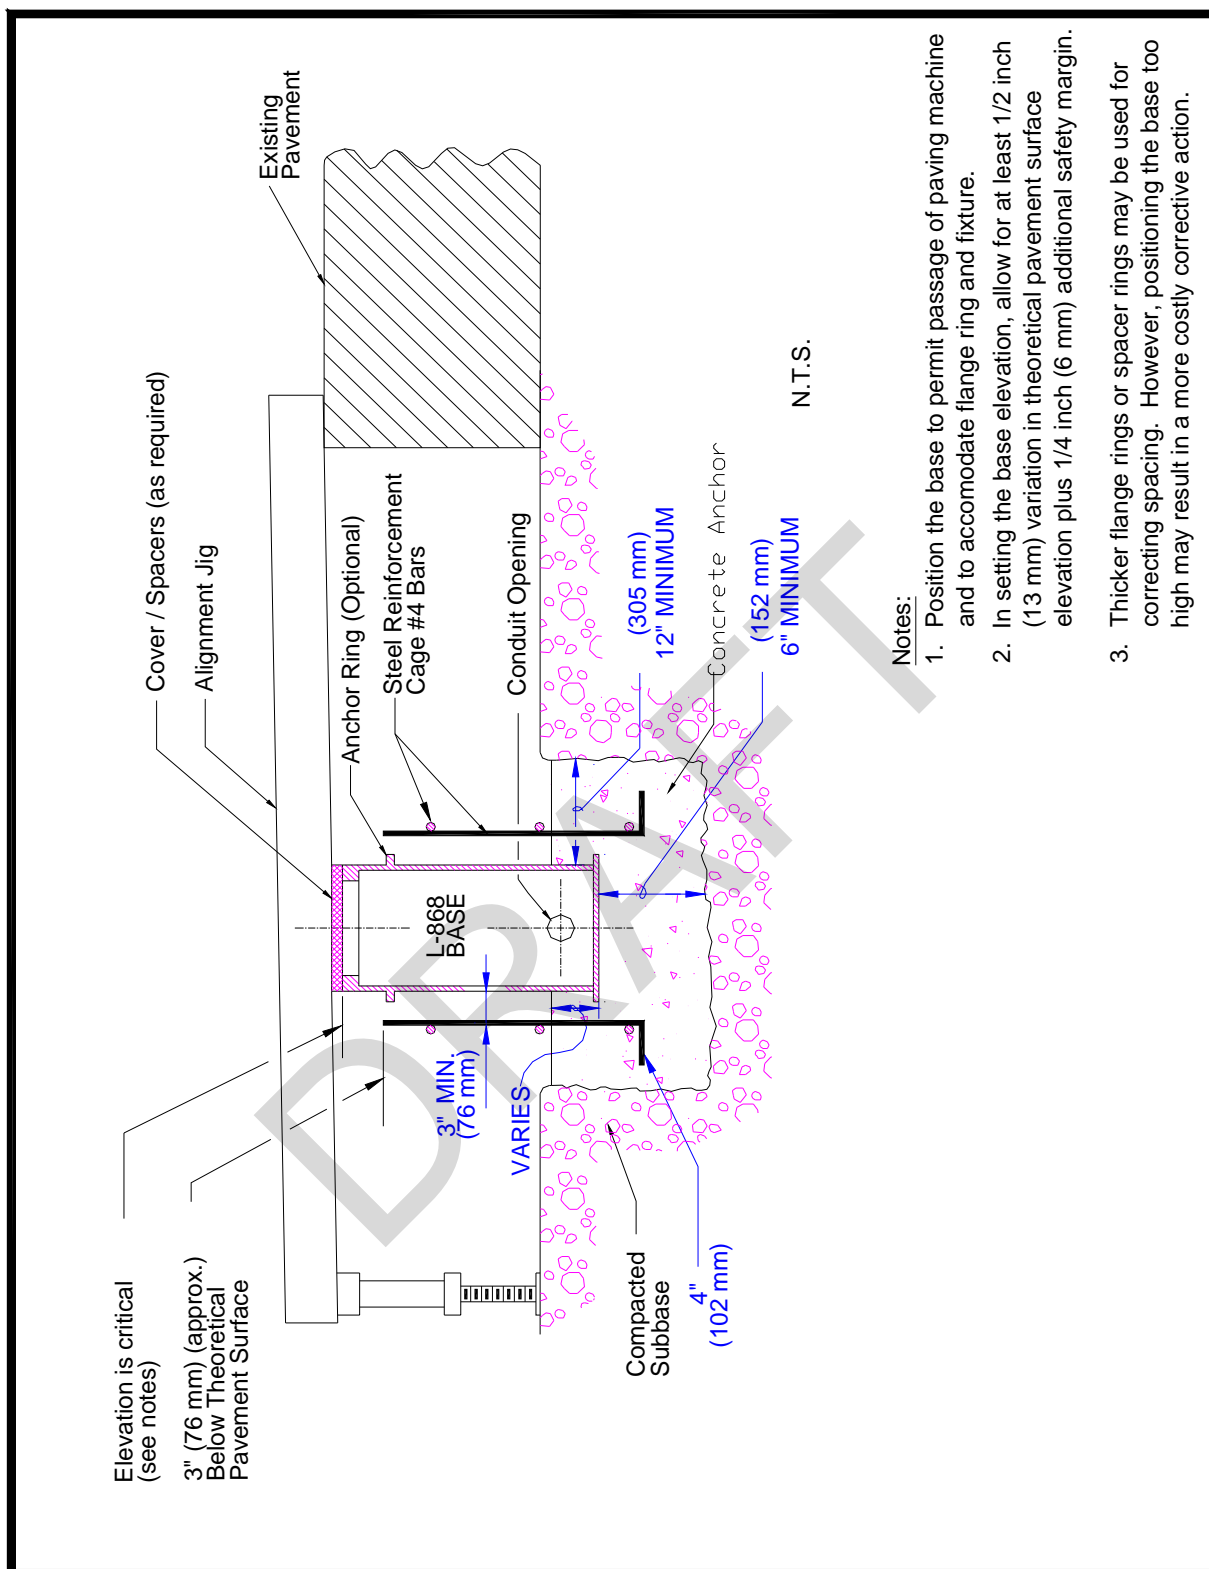 Elevation is critical
(see notes)
3" (76 mm) (approx.)
Below Theoretical
Pavement Surface
Cover / Spacers (as required)
Alignment Jig
Existing
Pavement
Anchor Ring (Optional)
Steel Reinforcement
Cage #4 Bars
Conduit Opening
L-868
BASE
3" MIN.
(76 mm)
VARIES
(305 mm)
12" MINIMUM
Concrete Anchor
(152 mm)
6" MINIMUM
Compacted
Subbase
4"
(102 mm)
N.T.S.
DRAFT
Notes:
1. Position the base to permit passage of paving machine
and to accomodate flange ring and fixture.
2. In setting the base elevation, allow for at least 1/2 inch
(13 mm) variation in theoretical pavement surface
elevation plus 1/4 inch (6 mm) additional safety margin.
3. Thicker flange rings or spacer rings may be used for
correcting spacing. However, positioning the base too
high may result in a more costly corrective action.